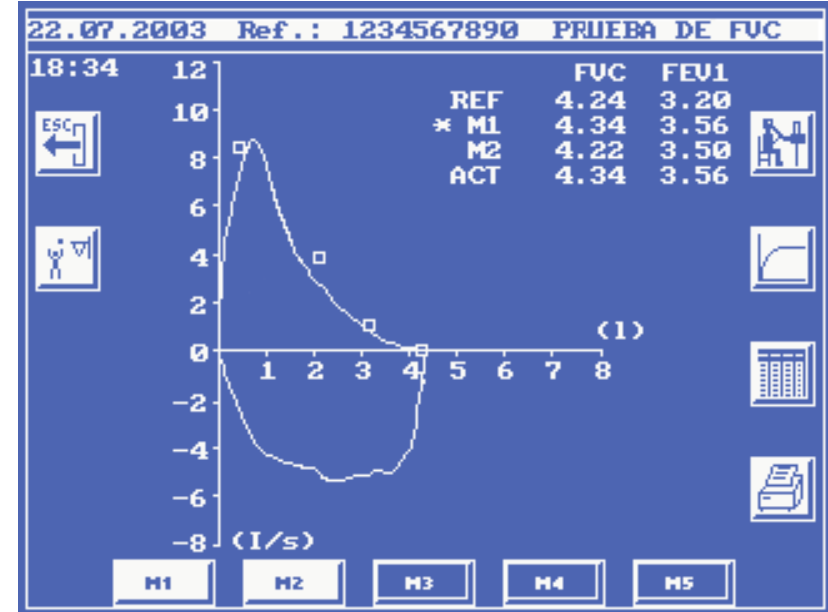 22.07.2003 Ref.: 1234567890 PRUEBA DE FVC
18:34
FVC FEV1
REF 4.24 3.20
* M1 4.34 3.56
M2 4.22 3.50
ACT 4.34 3.56
ESC
12
10
8
6
4
2
0
-2
-4
-6
-8
(l)
1 2 3 4 5 6 7 8
(I/s)
M1 M2 M3 M4 M5